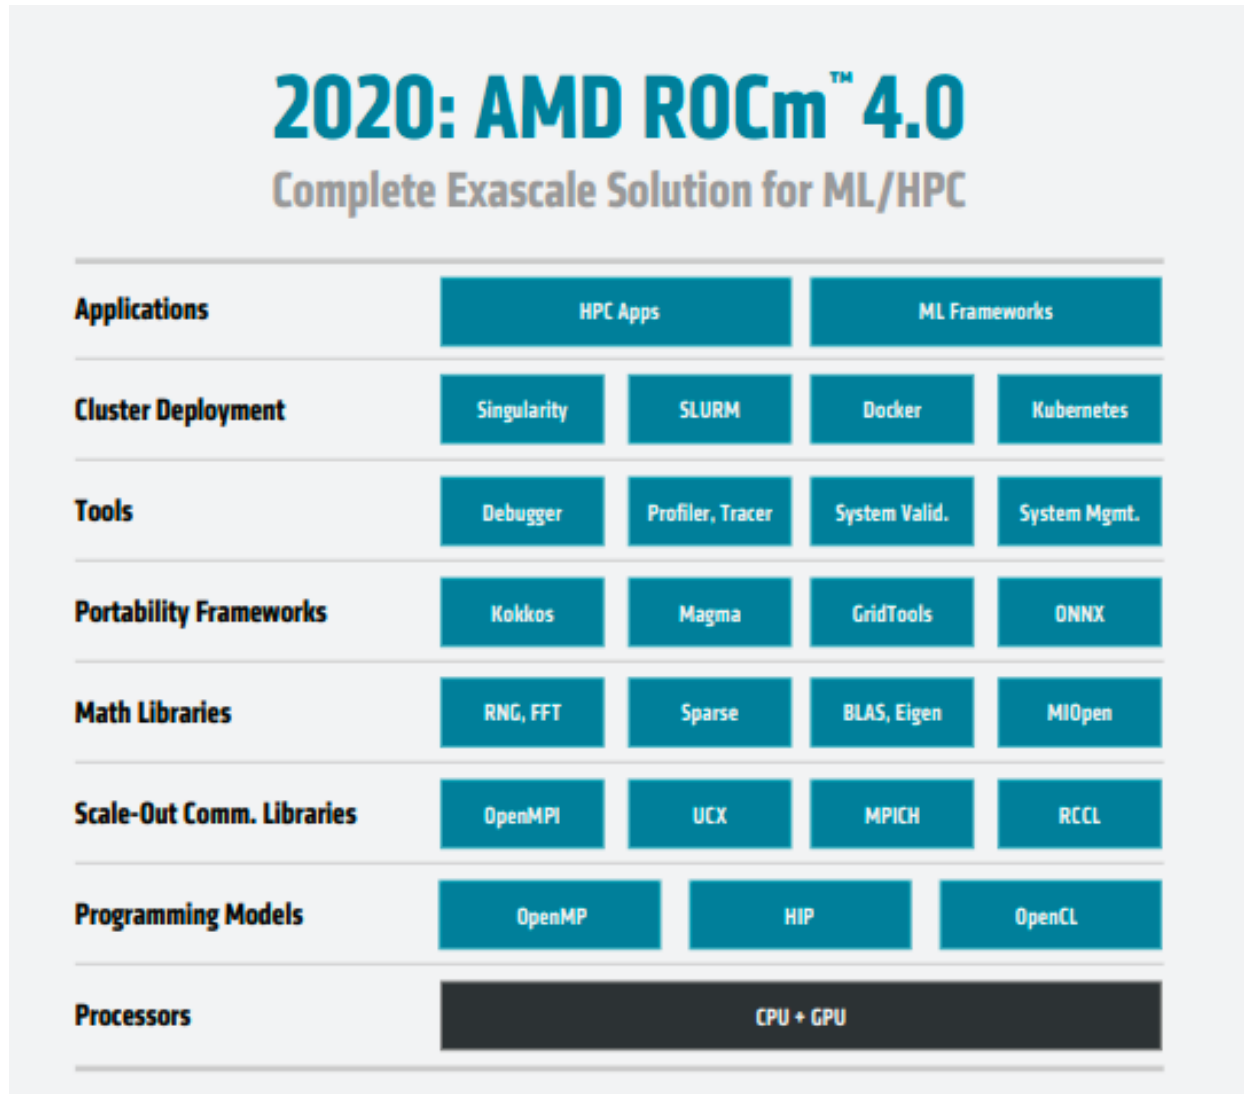 2020: AMD ROCm™ 4.0
Complete Exascale Solution for ML/HPC
Applications HPC Apps ML Frameworks
Cluster Deployment Singularity SLURM Docker Kubernetes
Tools Debugger Profiler, Tracer System Valid. System Mgmt.
Portability Frameworks Kokkos Magma GridTools ONNX
Math Libraries RNG, FFT Sparse BLAS, Eigen MIOpen
Scale-Out Comm. Libraries OpenMPI UCX MPICH RCCL
Programming Models OpenMP HIP OpenCL
Processors CPU + GPU